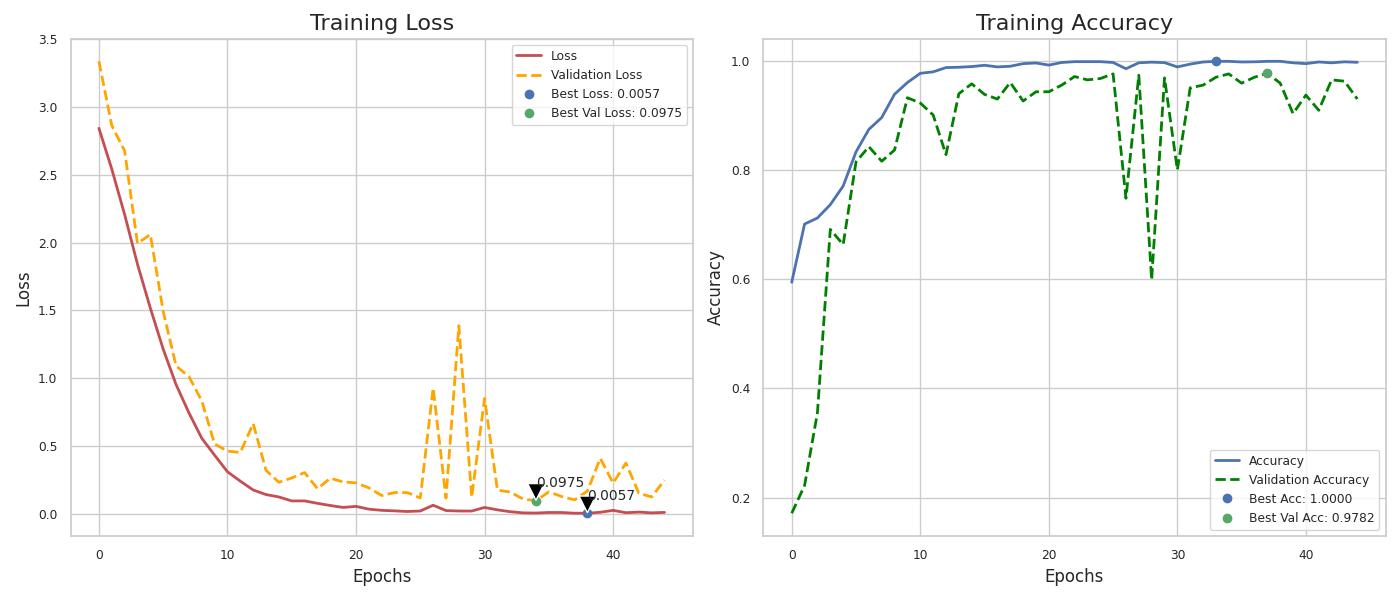 Training Loss
3.5
3.0
2.5
2.0
1.5
1.0
0.5
0.0
Loss
Loss
Validation Loss
Best Loss: 0.0057
Best Val Loss: 0.0975
0.0975
0.0057
0 10 20 30 40
Epochs
Training Accuracy
1.0
0.8
0.6
0.4
0.2
Accuracy
Accuracy
Validation Accuracy
Best Acc: 1.0000
Best Val Acc: 0.9782
0 10 20 30 40
Epochs